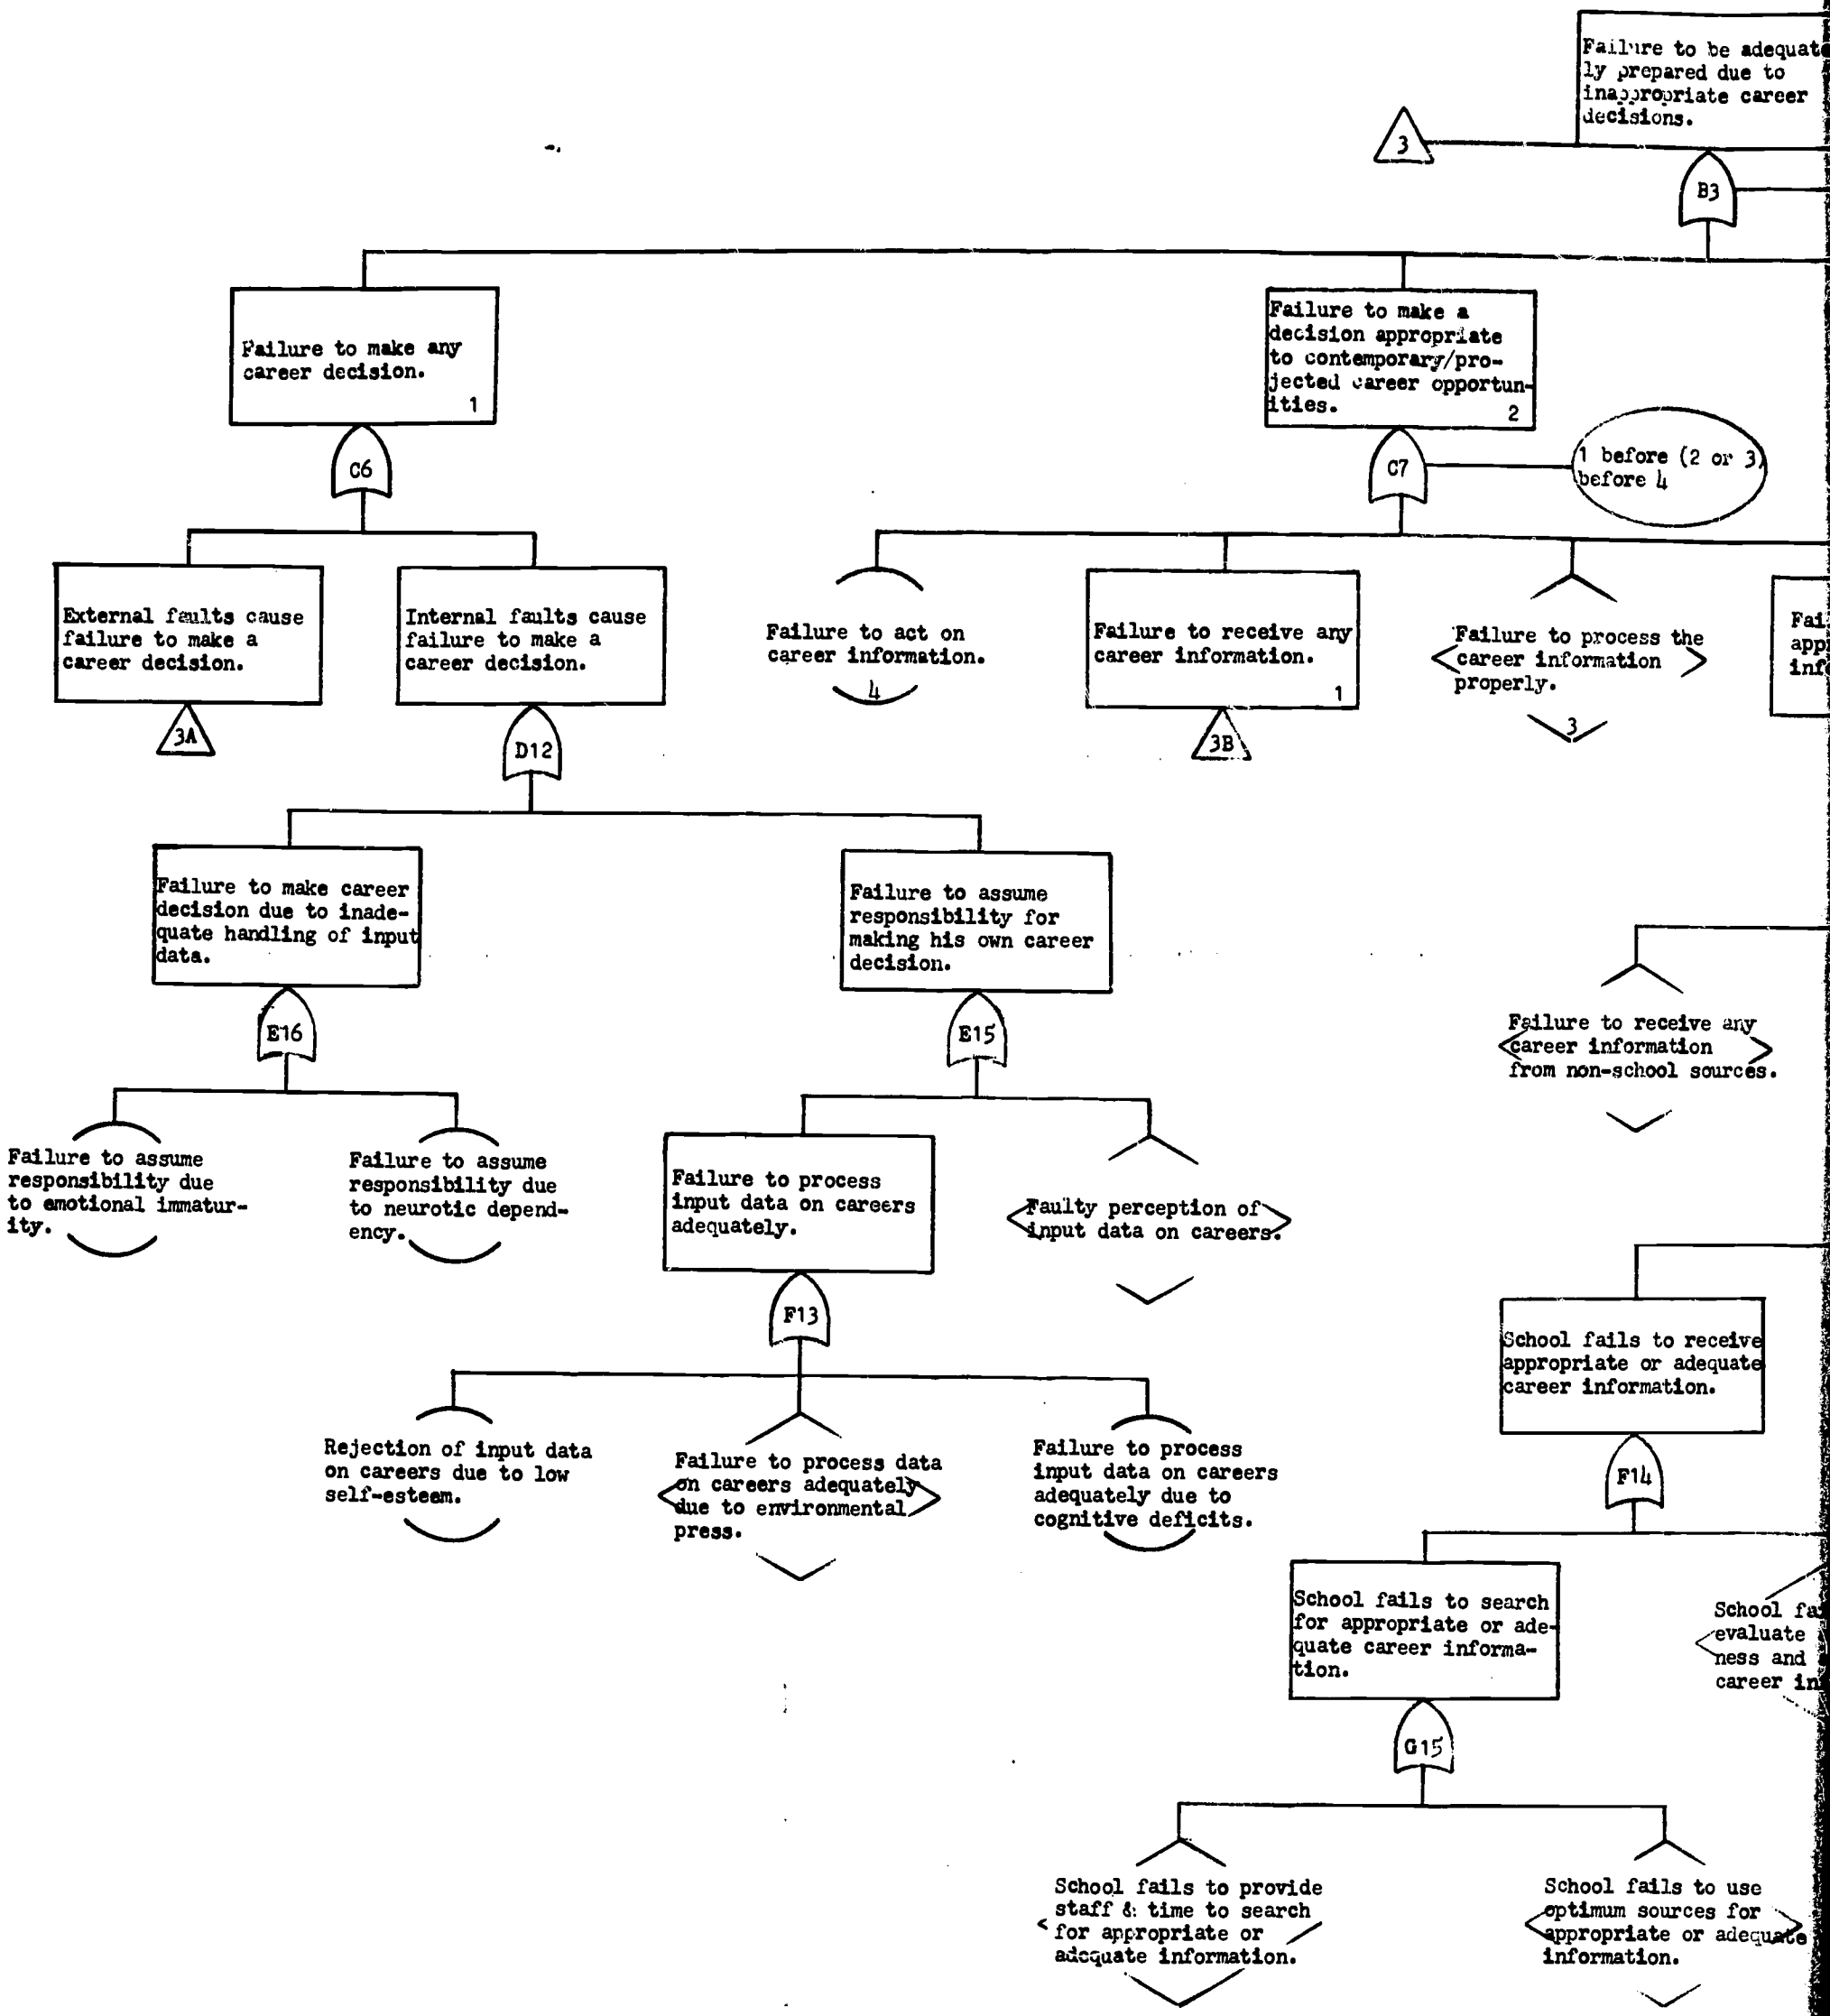 Failure to be adequate
ly prepared due to
inappropriate career
decisions.
3
B3
Failure to make any
career decision.
1
Failure to make a
decision appropriate
to contemporary/pro-
jected career opportun-
ities.
2
C6
C7
1 before (2 or 3)
before 4
External faults cause
failure to make a
career decision.
Internal faults cause
failure to make a
career decision.
Failure to act on
career information.
4
Failure to receive any
career information.
1
Failure to process the
career information
properly.
3
3A
D12
3B
Failure to make career
decision due to inade-
quate handling of input
data.
Failure to assume
responsibility for
making his own career
decision.
E16
E15
Failure to receive any
career information
from non-school sources.
Failure to assume
responsibility due
to emotional immatur-
ity.
Failure to assume
responsibility due
to neurotic depend-
ency.
Failure to process
input data on careers
adequately.
Faulty perception of
input data on careers.
F13
School fails to receive
appropriate or adequate
career information.
Rejection of input data
on careers due to low
self-esteem.
Failure to process data
on careers adequately
due to environmental
press.
Failure to process
input data on careers
adequately due to
cognitive deficits.
F14
School fails to search
for appropriate or ade-
quate career informa-
tion.
School
evaluate
ness and
career
G15
School fails to provide
staff & time to search
for appropriate or
adequate information.
School fails to use
optimum sources for
appropriate or adequate
information.